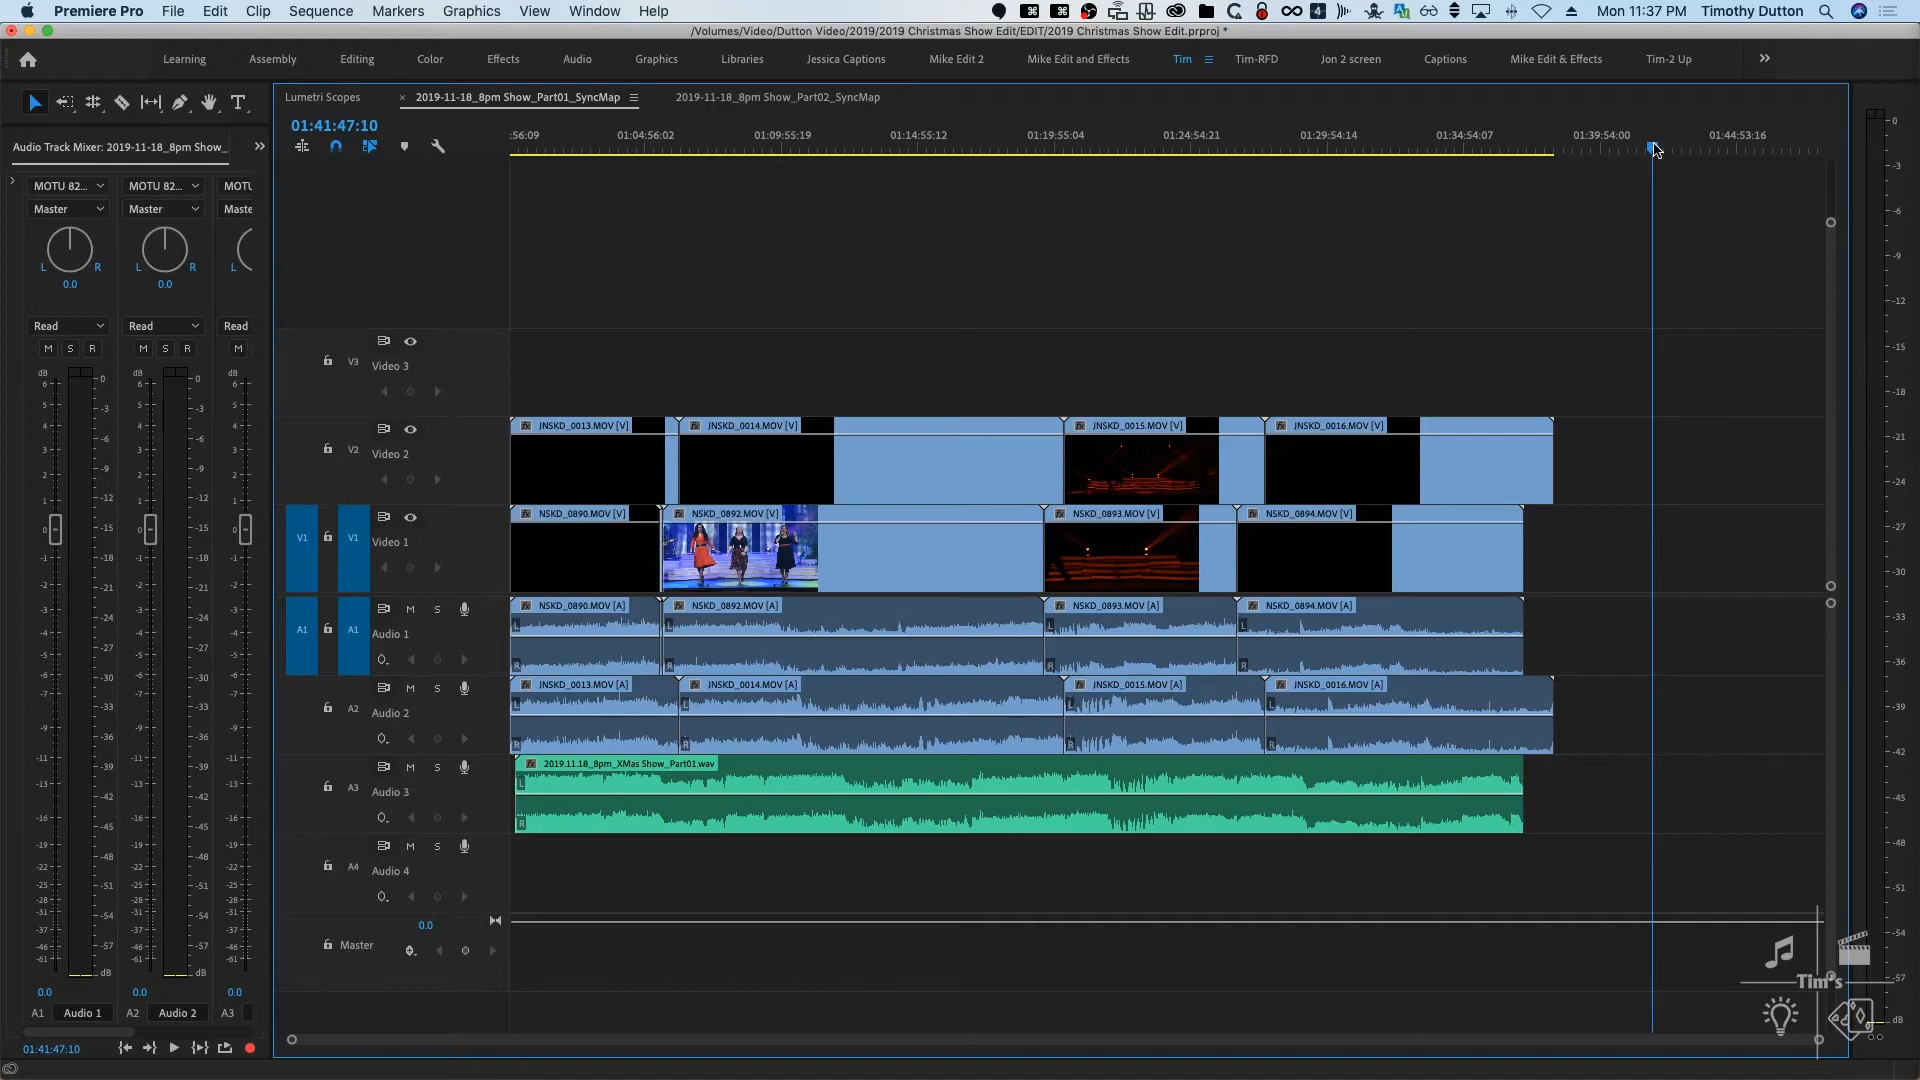 Premiere Pro File Edit Clip Sequence Markers Graphics View Window Help 4 Mon 11:37 PM Timothy Dutton
/Volumes/Video/Dutton Video/2019/2019 Christmas Show Edit/EDIT/2019 Christmas Show Edit.prproj *
Learning Assembly Editing Color Effects Audio Graphics Libraries Jessica Captions Mike Edit 2 Mike Edit and Effects Tim Tim-RFD Jon 2 screen Captions Mike Edit & Effects Tim-2 Up
Lumetri Scopes × 2019-11-18_8pm Show_Part01_SyncMap 2019-11-18_8pm Show_Part02_SyncMap
01:41:47:10
:56:09 01:04:56:02 01:09:55:19 01:14:55:12 01:19:55:04 01:24:54:21 01:29:54:14 01:34:54:07 01:39:54:00 01:44:53:16
Audio Track Mixer: 2019-11-18_8pm Show_
MOTU 82... MOTU 82... MOTU
Master Master Maste
L R L R L
0.0 0.0
Read Read Read
M S R M S R M
V3 Video 3
V2 Video 2
JNSKD_0013.MOV [V] JNSKD_0014.MOV [V] JNSKD_0015.MOV [V] JNSKD_0016.MOV [V]
V1 V1 Video 1
NSKD_0890.MOV [V] NSKD_0892.MOV [V] NSKD_0893.MOV [V] NSKD_0894.MOV [V]
A1 A1 M S Audio 1
NSKD_0890.MOV [A] NSKD_0892.MOV [A] NSKD_0893.MOV [A] NSKD_0894.MOV [A]
A2 M S Audio 2
JNSKD_0013.MOV [A] JNSKD_0014.MOV [A] JNSKD_0015.MOV [A] JNSKD_0016.MOV [A]
A3 M S Audio 3
2019.11.18_8pm_XMas Show_Part01.wav
A4 M S Audio 4
0.0
Master
0.0 0.0 0.0
A1 Audio 1 A2 Audio 2 A3
01:41:47:10
Tim's